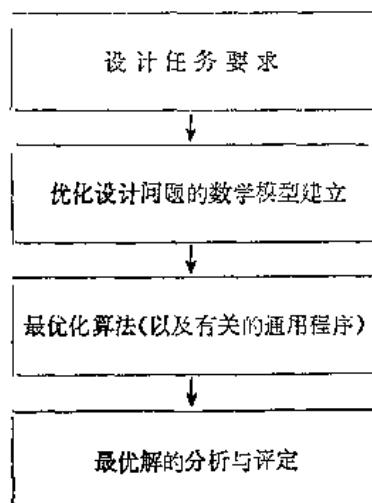 设计任务要求
优化设计问题的数学模型建立
最优化算法(以及有关的通用程序)
最优解的分析与评定